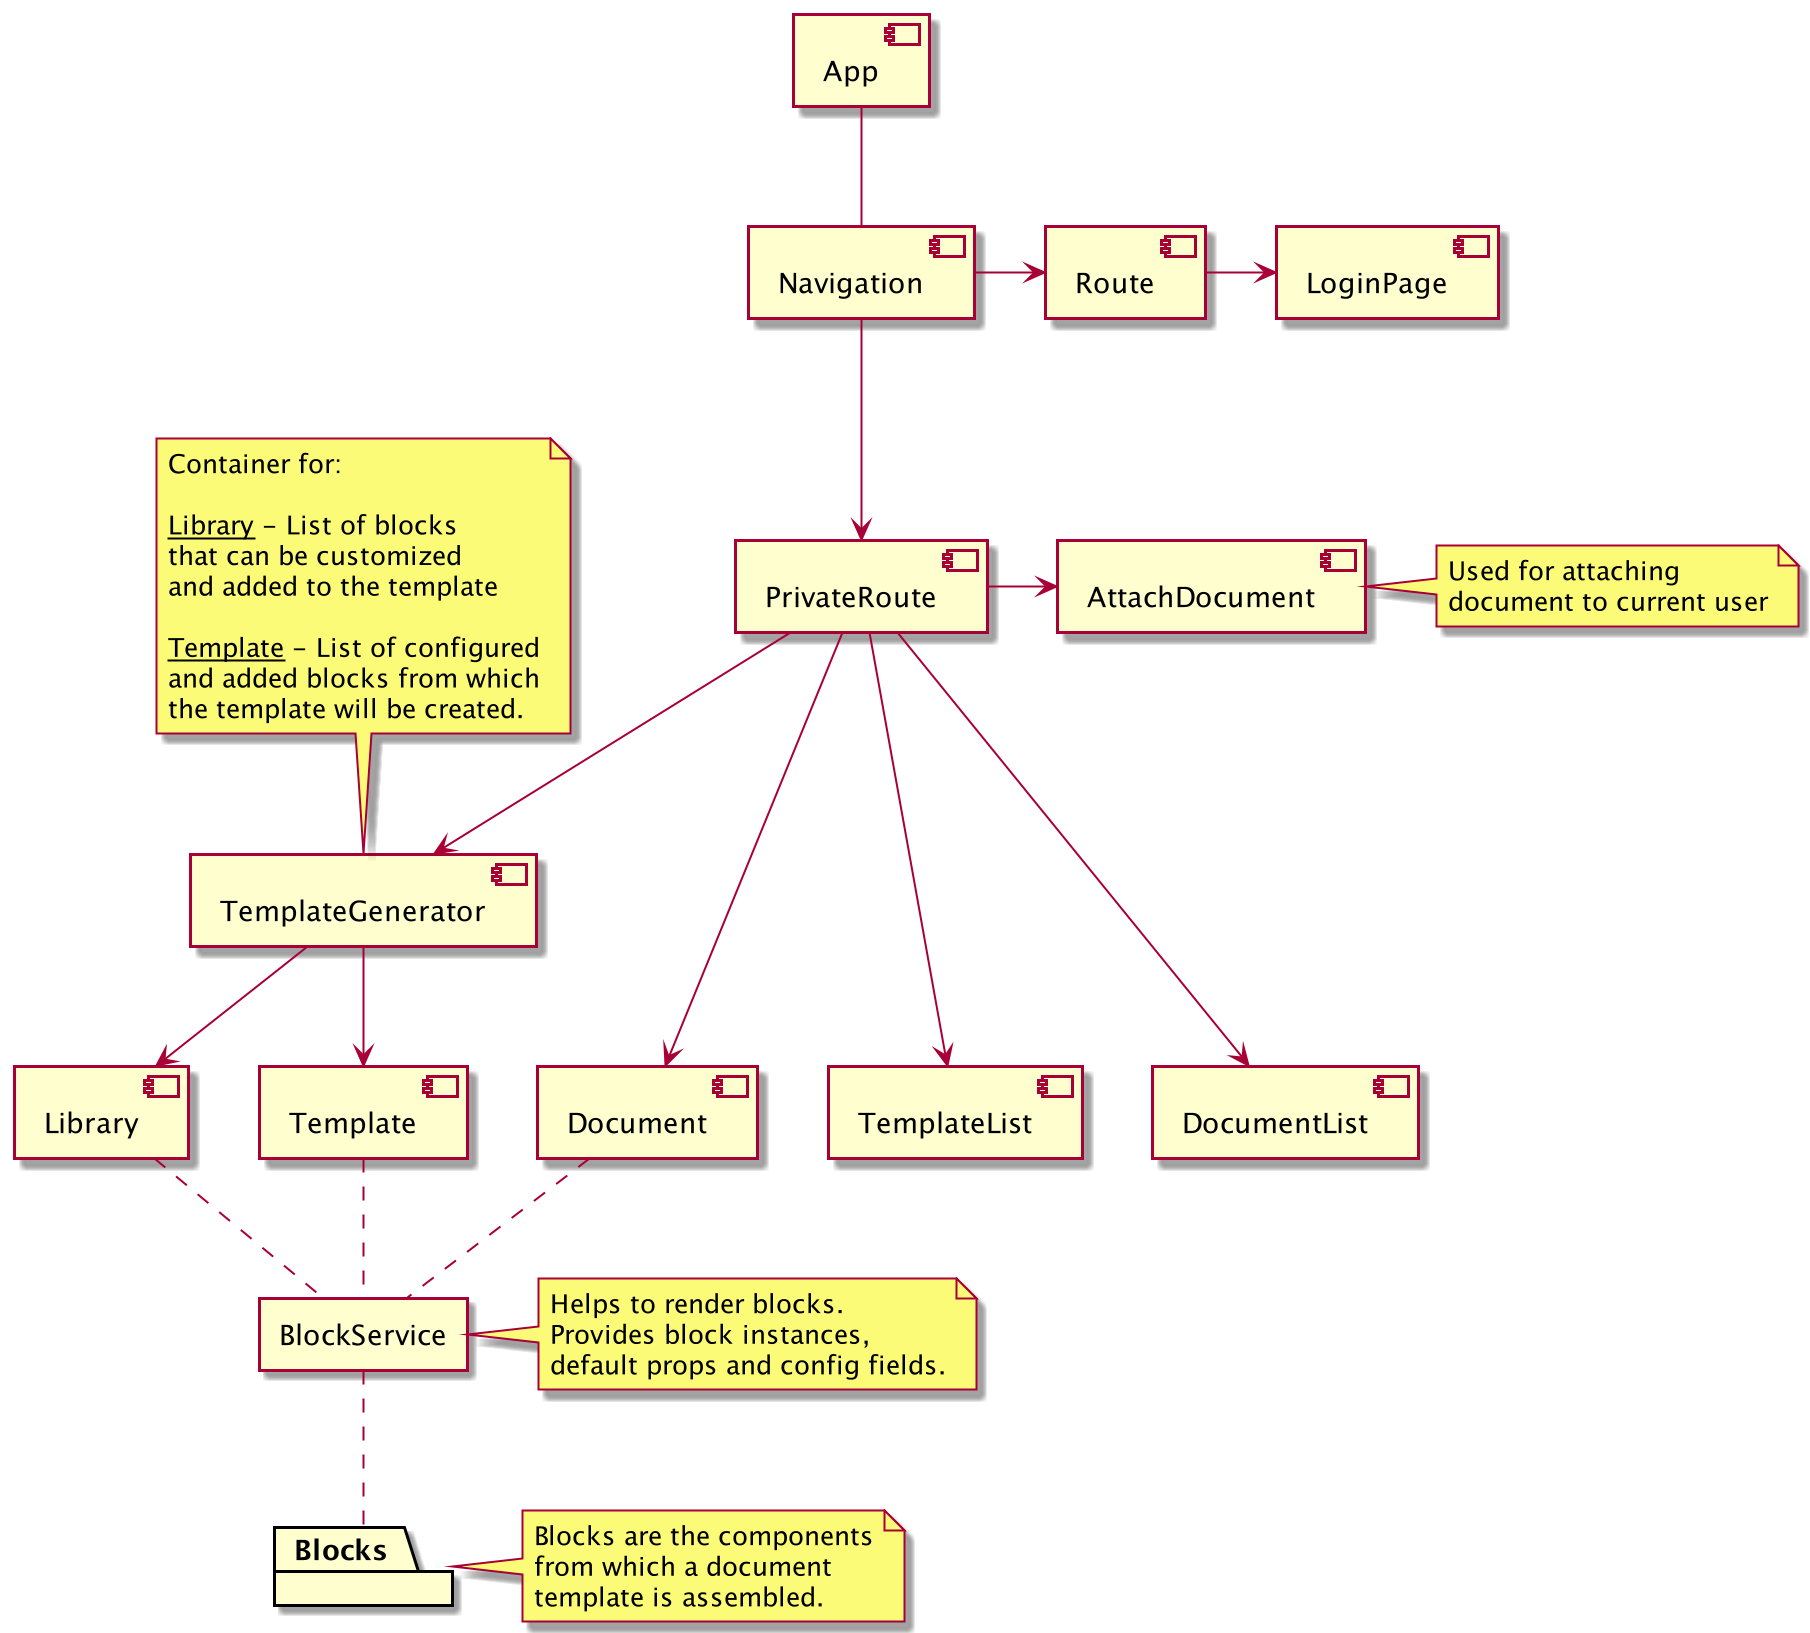 App
Navigation
Route
LoginPage
Container for:
Library - List of blocks
that can be customized
and added to the template
Template - List of configured
and added blocks from which
the template will be created.
PrivateRoute
AttachDocument
Used for attaching
document to current user
TemplateGenerator
Library
Template
Document
TemplateList
DocumentList
BlockService
Helps to render blocks.
Provides block instances,
default props and config fields.
Blocks
Blocks are the components
from which a document
template is assembled.